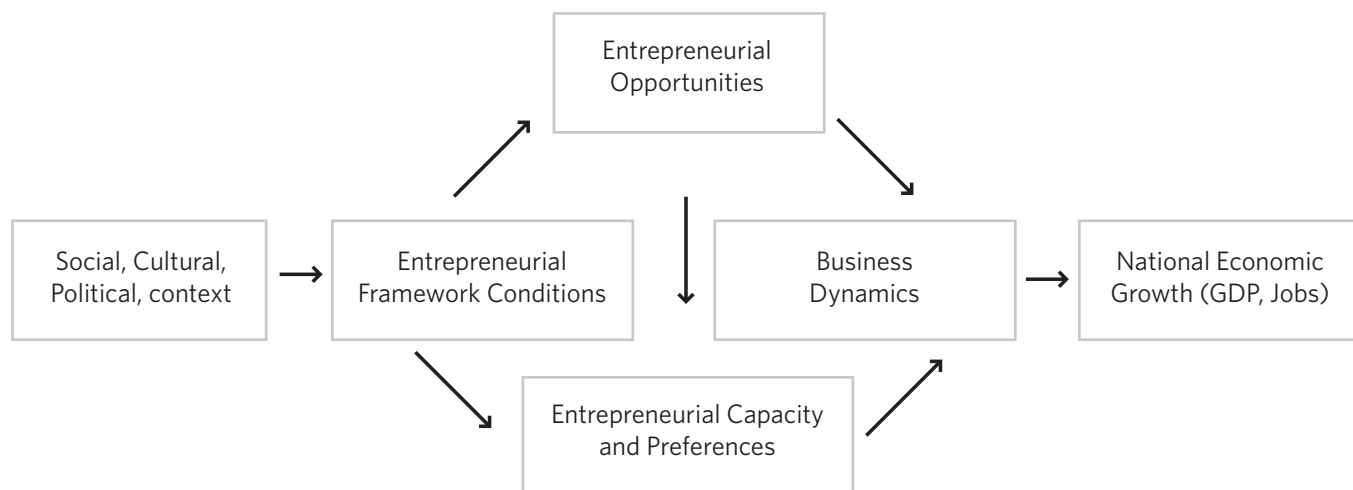 Entrepreneurial
Opportunities
Social, Cultural,
Political, context
Entrepreneurial
Framework Conditions
Business
Dynamics
National Economic
Growth (GDP, Jobs)
Entrepreneurial Capacity
and Preferences